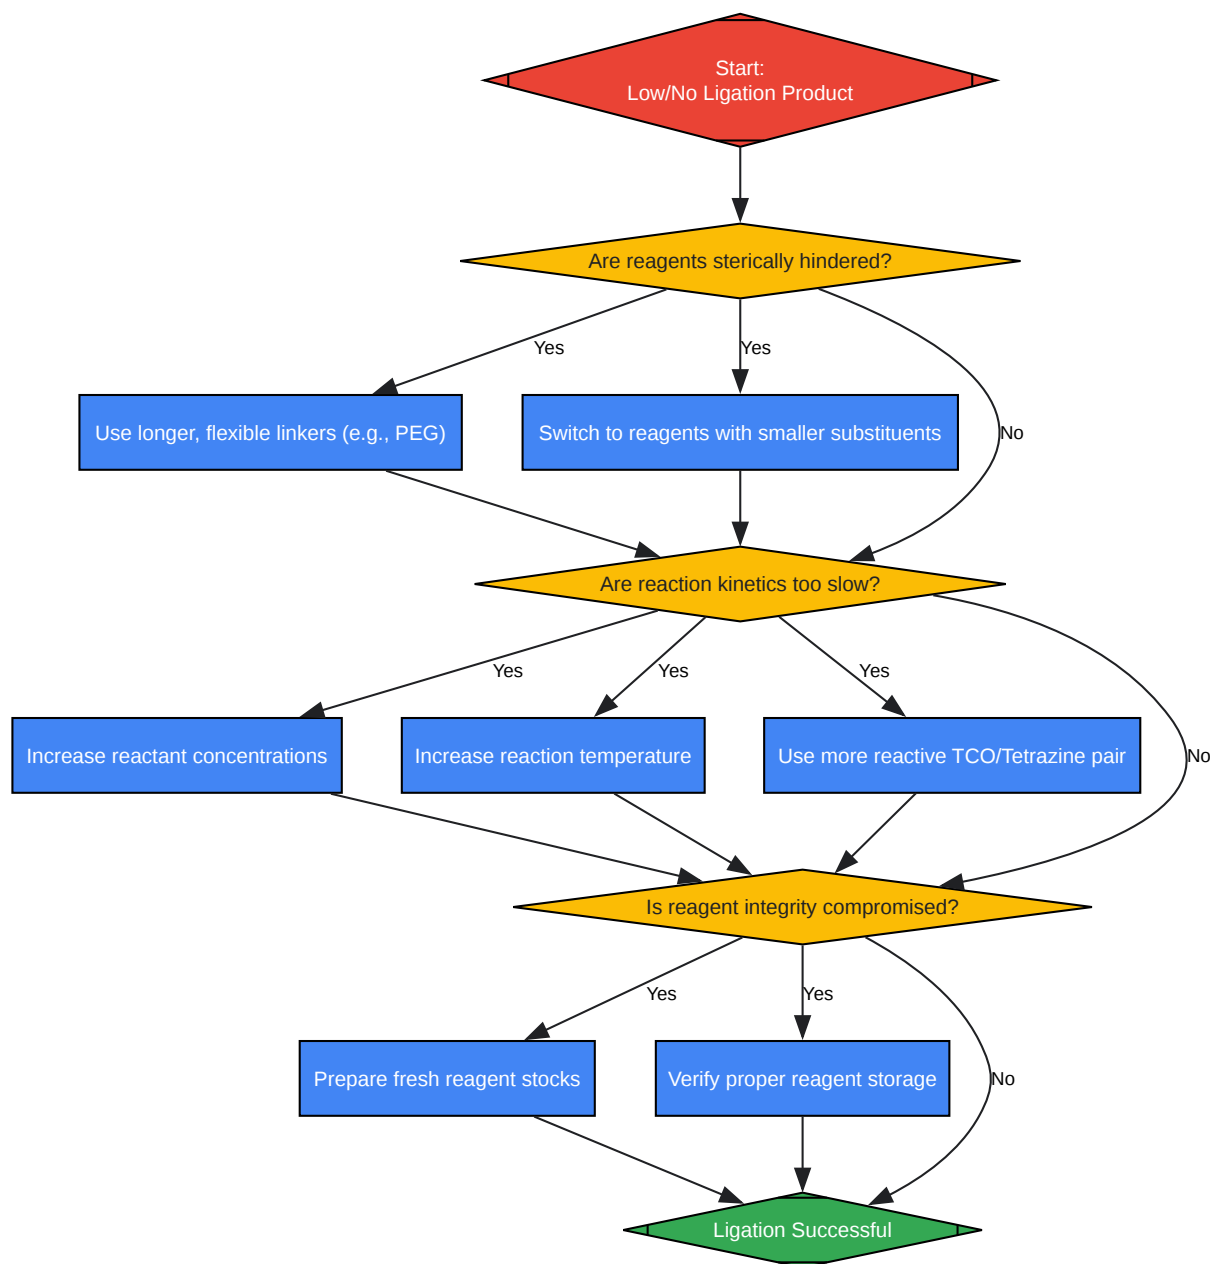 Start:
Low/No Ligation Product
Are reagents sterically hindered?
Yes
Yes
Use longer, flexible linkers (e.g., PEG)
Switch to reagents with smaller substituents
No
Are reaction kinetics too slow?
Yes
Yes
Yes
Increase reactant concentrations
Increase reaction temperature
Use more reactive TCO/Tetrazine pair
No
Is reagent integrity compromised?
Yes
Yes
Prepare fresh reagent stocks
Verify proper reagent storage
No
Ligation Successful